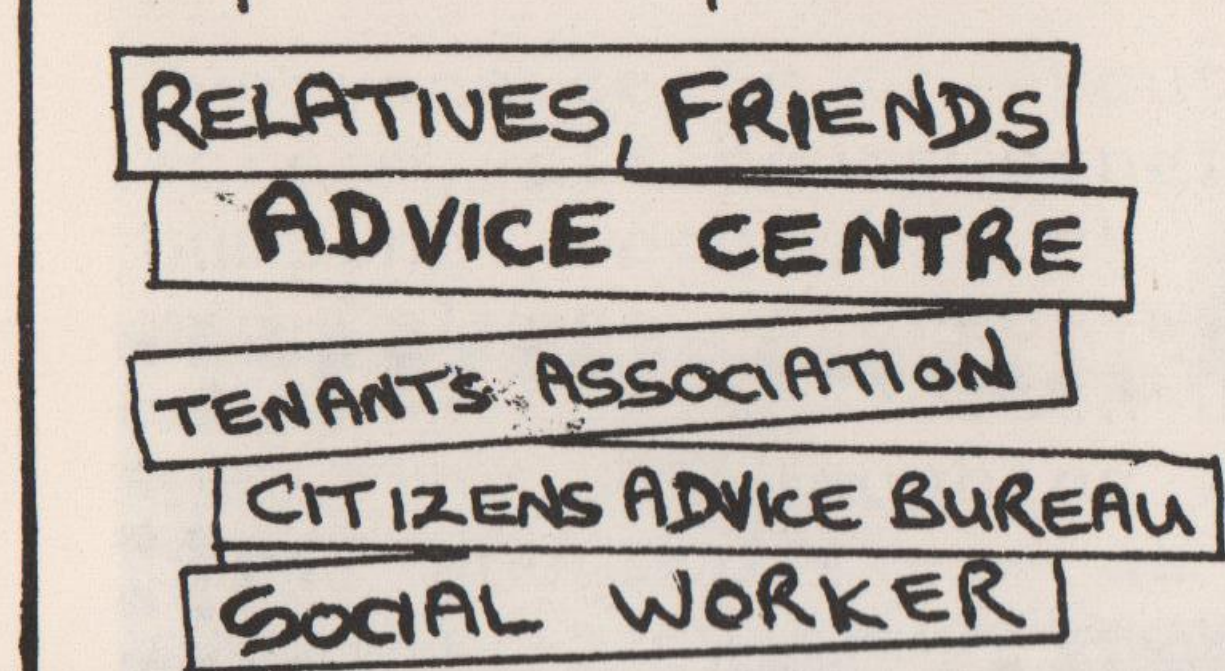 RELATIVES, FRIENDS
ADVICE CENTRE
TENANTS ASSOCIATION
CITIZENS ADVICE BUREAU
SOCIAL WORKER